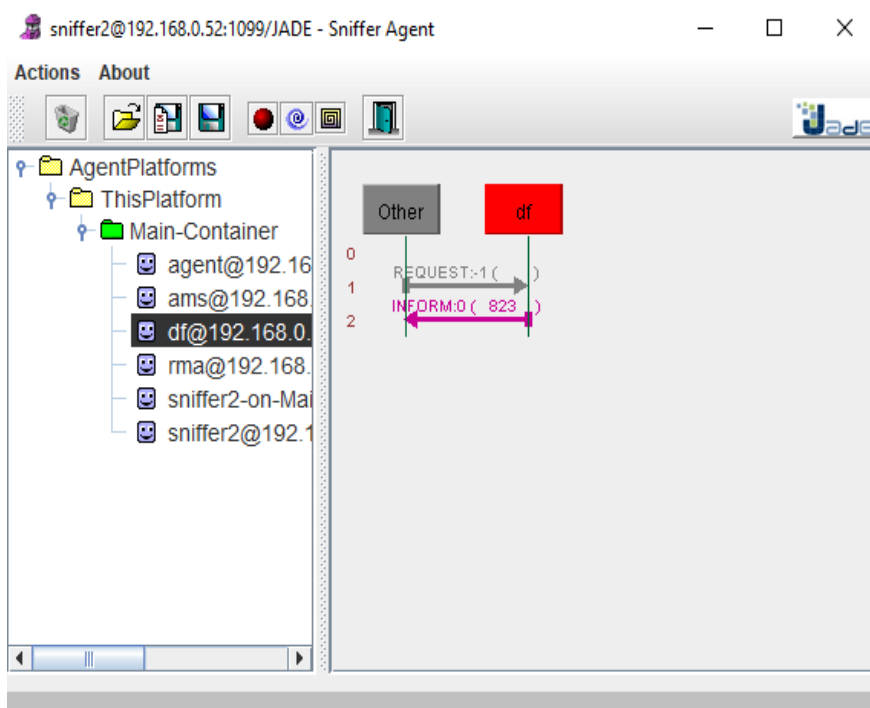 sniffer2@192.168.0.52:1099/JADE - Sniffer Agent
Actions About
Jade
AgentPlatforms
ThisPlatform
Main-Container
agent@192.16
ams@192.168.
df@192.168.0.
rma@192.168.
sniffer2-on-Mai
sniffer2@192.1
Other df
0
REQUEST:-1 ( )
1
INFORM:0 ( 823 )
2